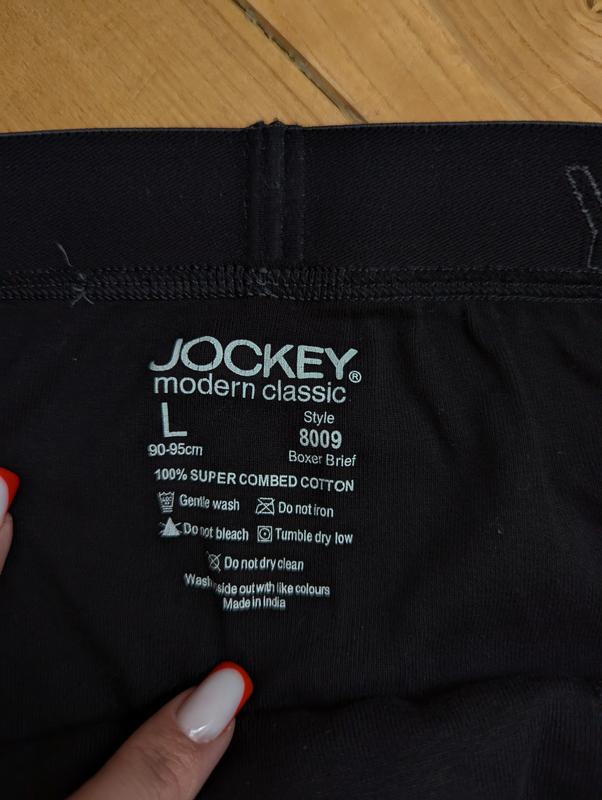 JOCKEY®
modern classic
L
90-95cm
Style
8009
Boxer Brief
100% SUPER COMBED COTTON
Gentle wash Do not iron
Do not bleach Tumble dry low
Do not dry clean
Wash side out with like colours
Made in India